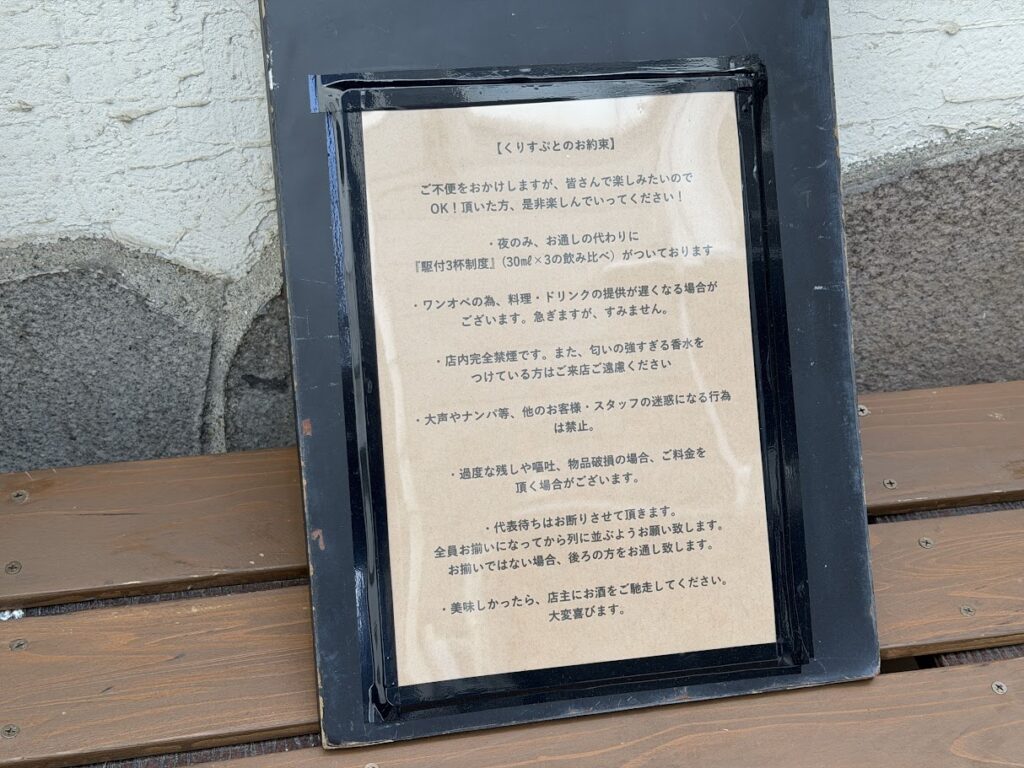 【くりすぷとのお約束】
ご不便をおかけしますが、皆さんで楽しみたいので
OK！頂いた方、是非楽しんでいってください！
・夜のみ、お通しの代わりに
『駆付3杯制度』（30㎖×3の飲み比べ）がついております
・ワンオペの為、料理・ドリンクの提供が遅くなる場合が
ございます。急ぎますが、すみません。
・店内完全禁煙です。また、匂いの強すぎる香水を
つけている方はご来店ご遠慮ください
・大声やナンパ等、他のお客様・スタッフの迷惑になる行為
は禁止。
・過度な残しや嘔吐、物品破損の場合、ご料金を
頂く場合がございます。
・代表待ちはお断りさせて頂きます。
全員お揃いになってから列に並ぶようお願い致します。
お揃いではない場合、後ろの方をお通し致します。
・美味しかったら、店主にお酒をご馳走してください。
大変喜びます。